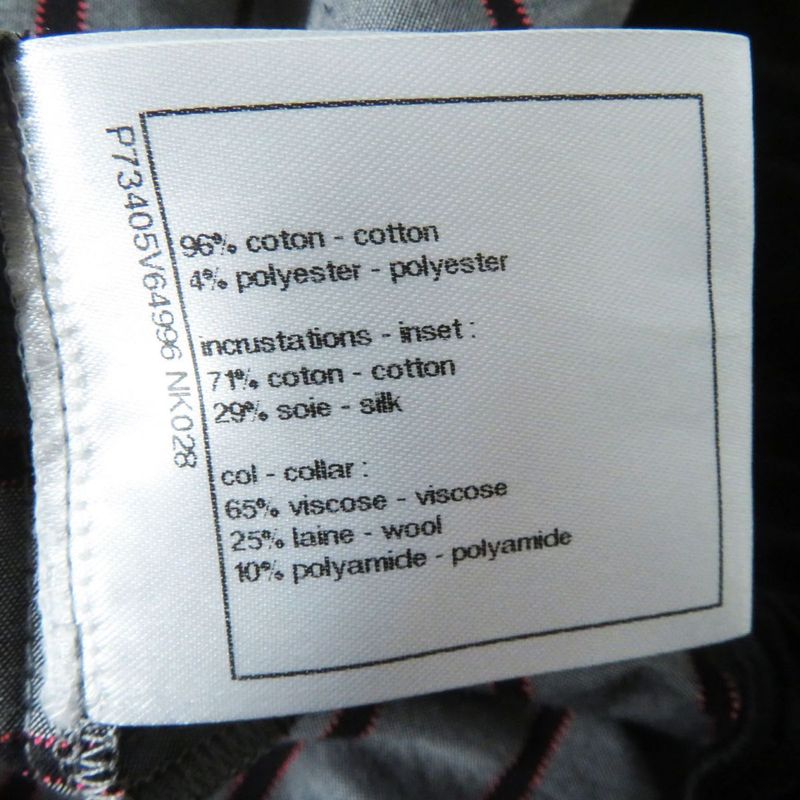 P73405V64996 NK028
96% coton - cotton
4% polyester - polyester
incrustations - inset :
71% coton - cotton
29% soie - silk
col - collar :
65% viscose - viscose
25% laine - wool
10% polyamide - polyamide